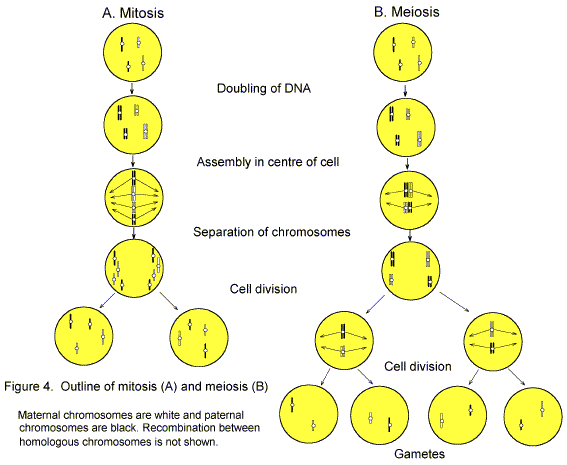 A. Mitosis
B. Meiosis
Doubling of DNA
Assembly in centre of cell
Separation of chromosomes
Cell division
Cell division
Figure 4.  Outline of mitosis (A) and meiosis (B)
Maternal chromosomes are white and paternal
chromosomes are black. Recombination between
homologous chromosomes is not shown.
Gametes